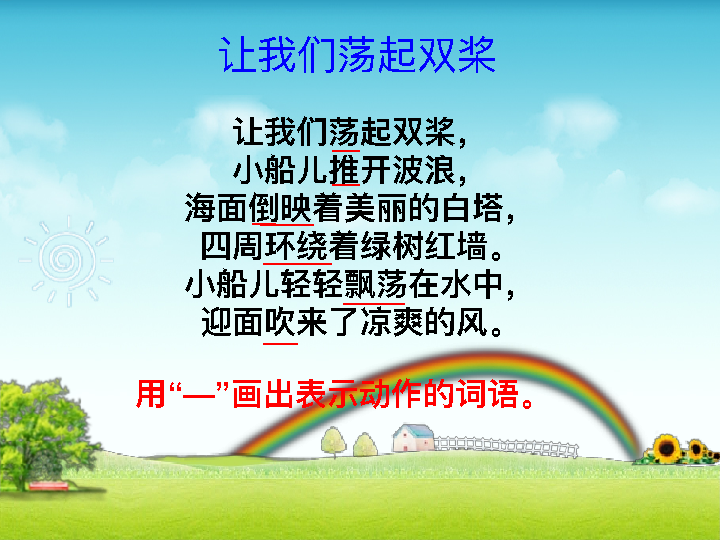 让我们荡起双桨
让我们荡起双桨，
小船儿推开波浪，
海面倒映着美丽的白塔，
四周环绕着绿树红墙。
小船儿轻轻飘荡在水中，
迎面吹来了凉爽的风。
用“—”画出表示动作的词语。